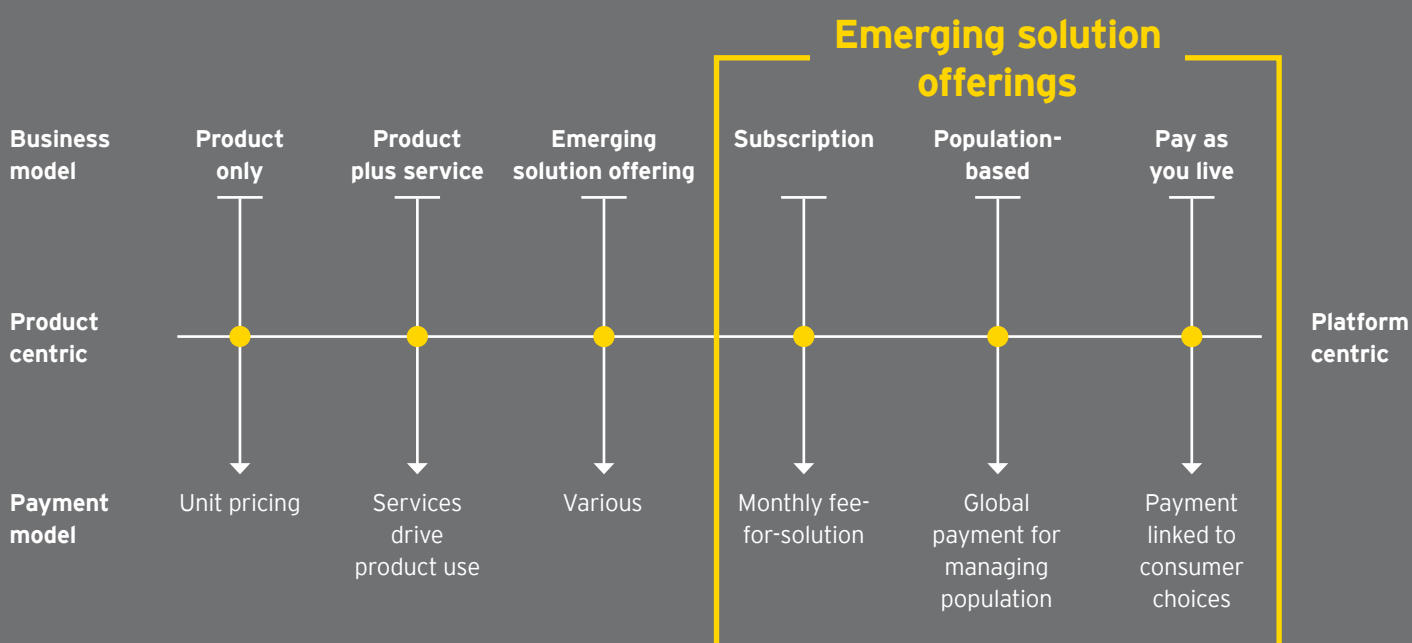 Emerging solution
offerings
Business
model
Product
only
Product
plus service
Emerging
solution offering
Subscription
Population-
based
Pay as
you live
Product
centric
Platform
centric
Payment
model
Unit pricing
Services
drive
product use
Various
Monthly fee-
for-solution
Global
payment for
managing
population
Payment
linked to
consumer
choices